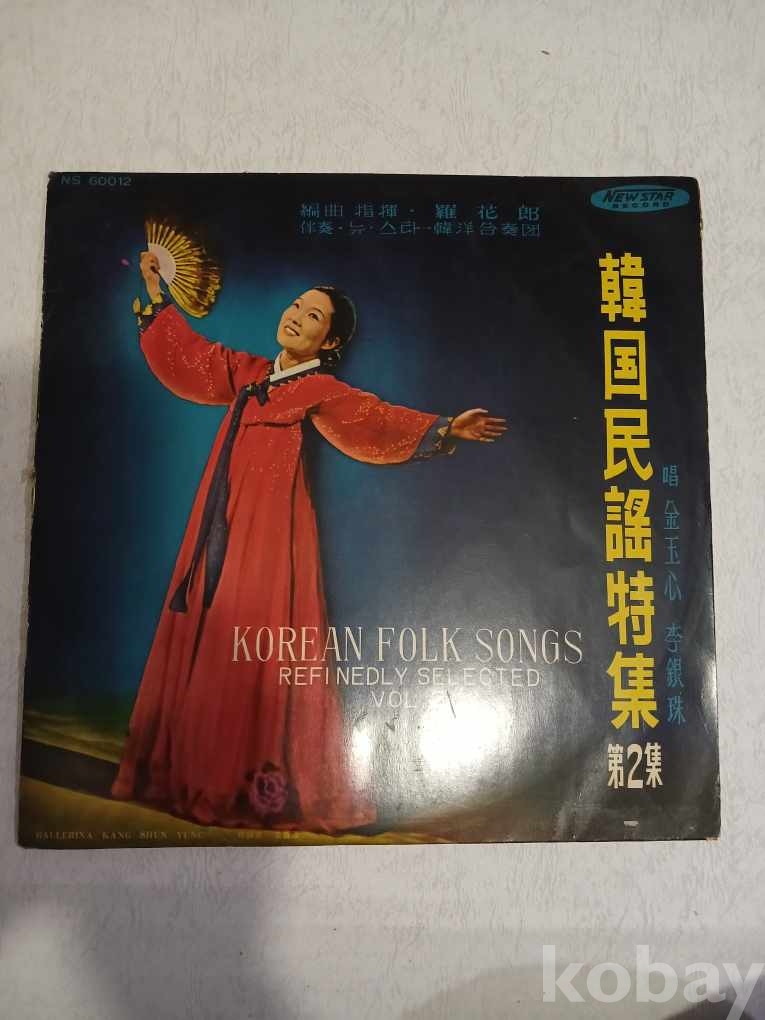 NS 60012
NEW STAR
RECORD
編曲 指揮・羅花郎
伴奏・뉴・스타ー韓洋合奏団
韓国民謡特集
第2集
唱 金玉心 李銀珠
KOREAN FOLK SONGS
REFINEDLY SELECTED
VOL 2
BALLERINA KANG SHUN YUNG
kobay